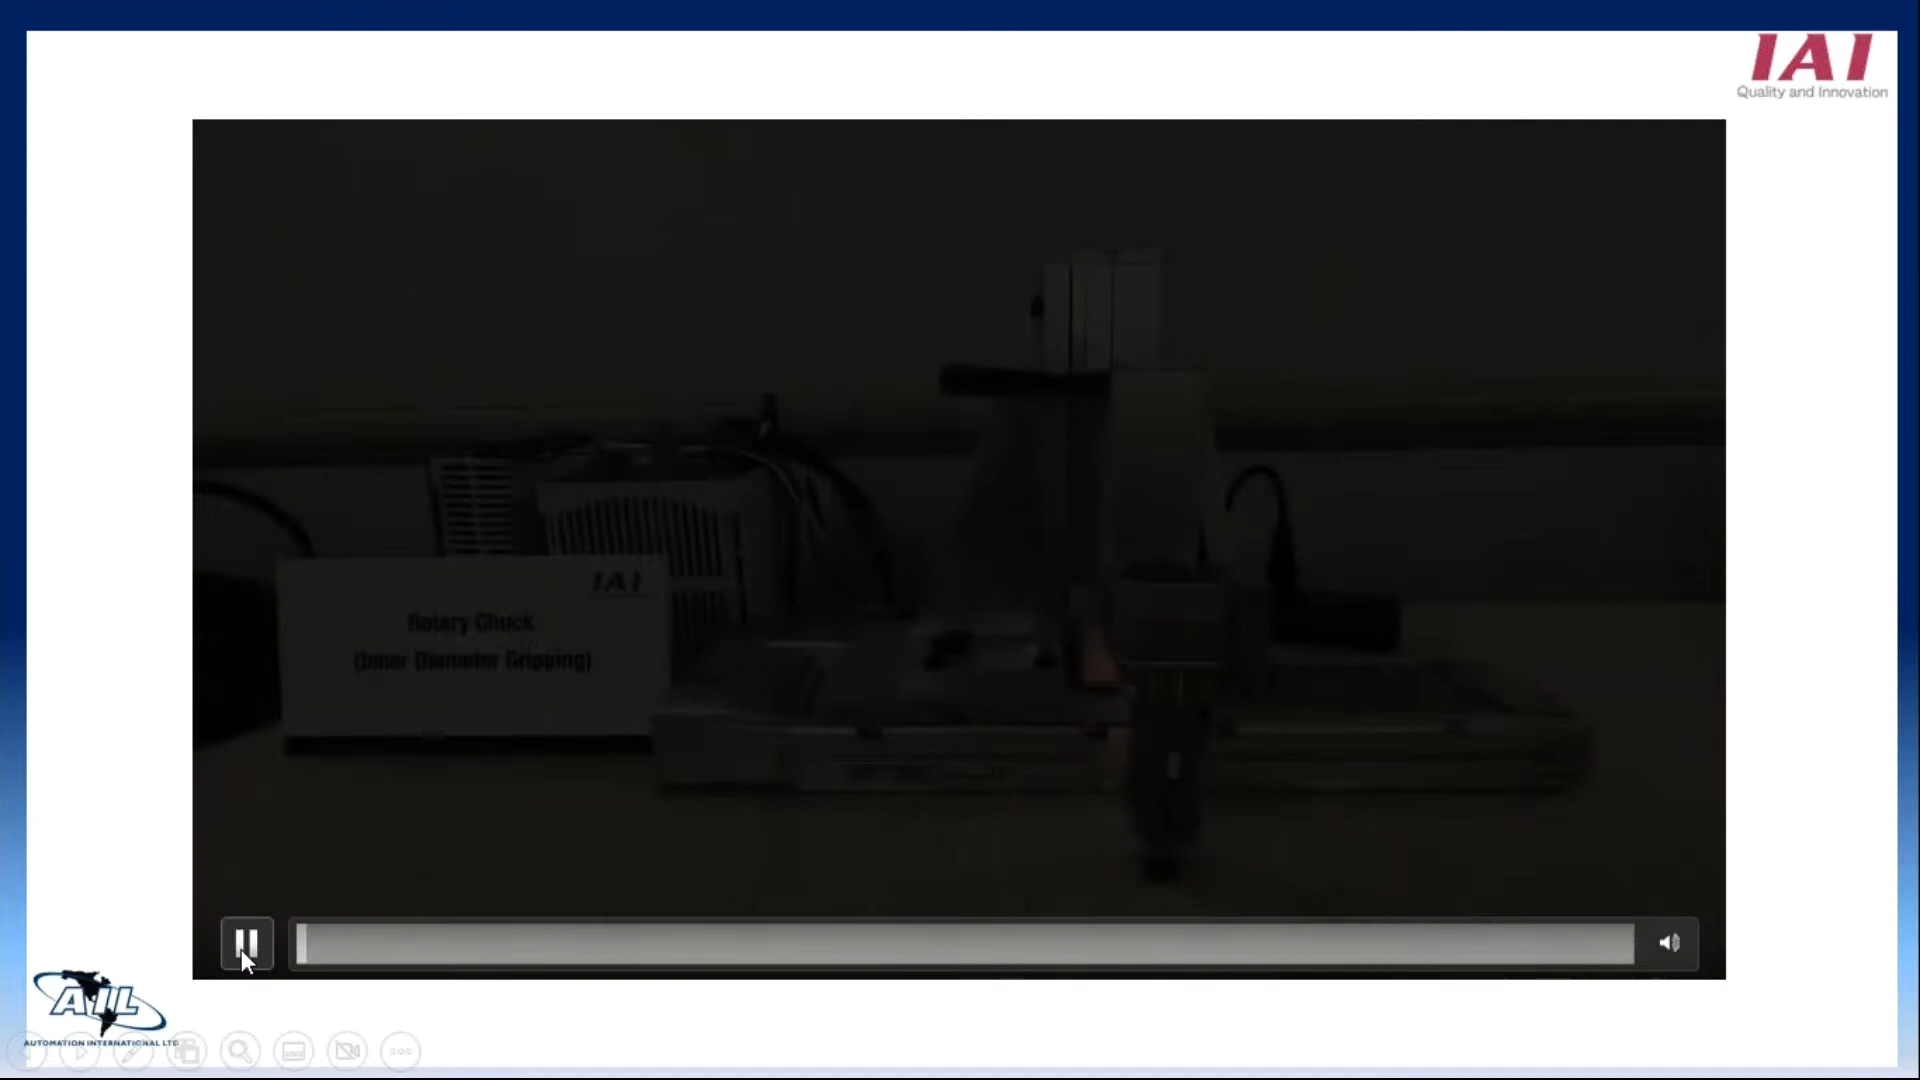 IAI
Quality and Innovation
IAI
Rotary Chuck
(Inner Diameter Gripping)
AIL
AUTOMATION INTERNATIONAL LTD